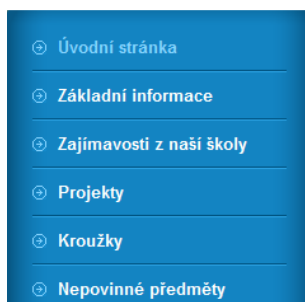 Úvodní stránka
Základní informace
Zajímavosti z naší školy
Projekty
Kroužky
Nepovinné předměty